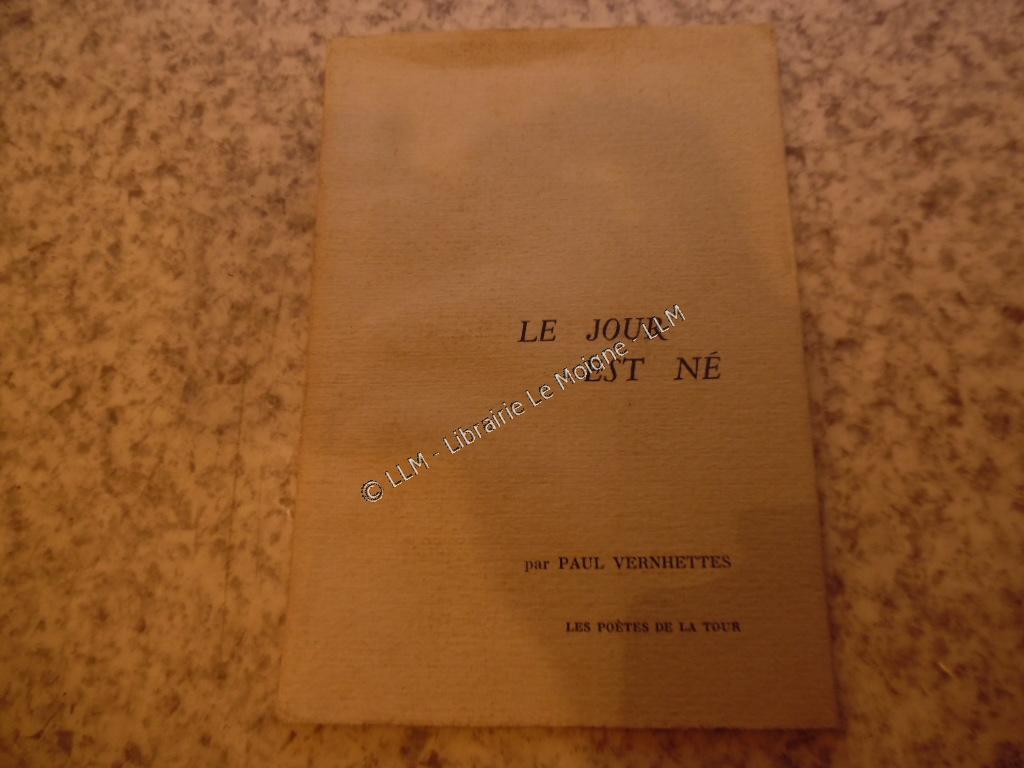 LE JOUR
EST NÉ
© LLM - Librairie Le Moigne - LLM
par PAUL VERNHETTES
LES POÈTES DE LA TOUR